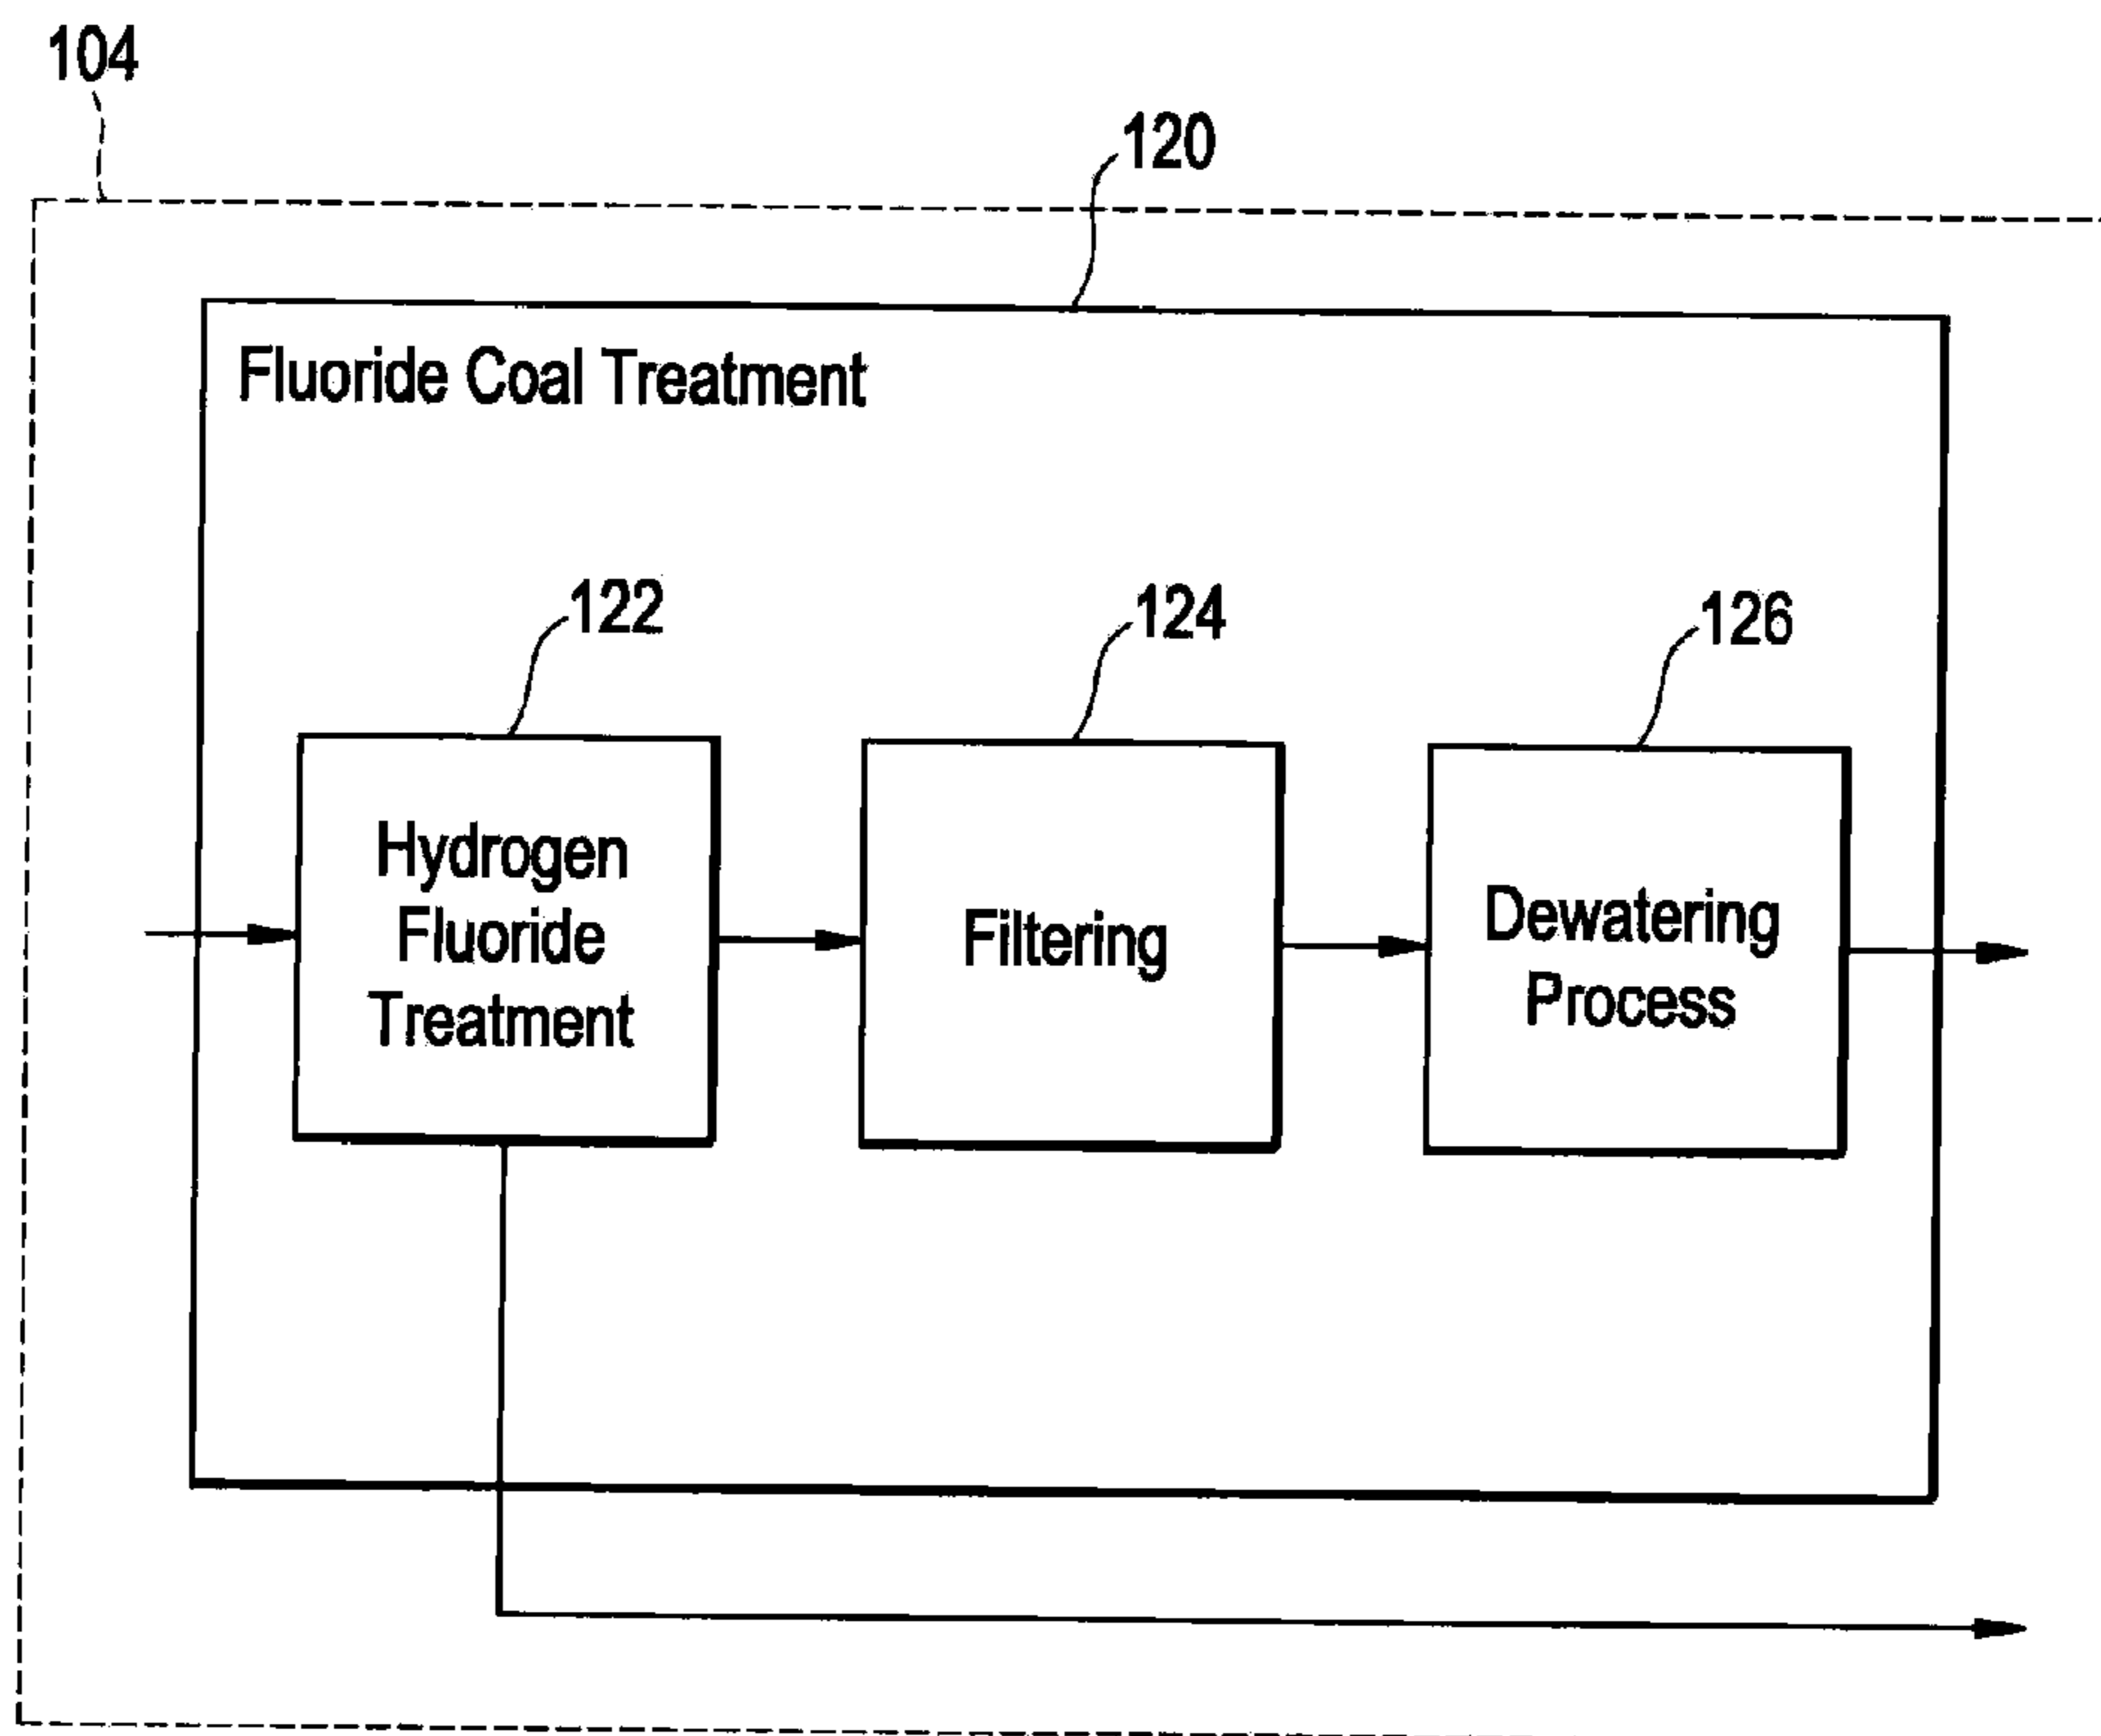 104
120
Fluoride Coal Treatment
122
124
126
Hydrogen
Fluoride
Treatment
Filtering
Dewatering
Process